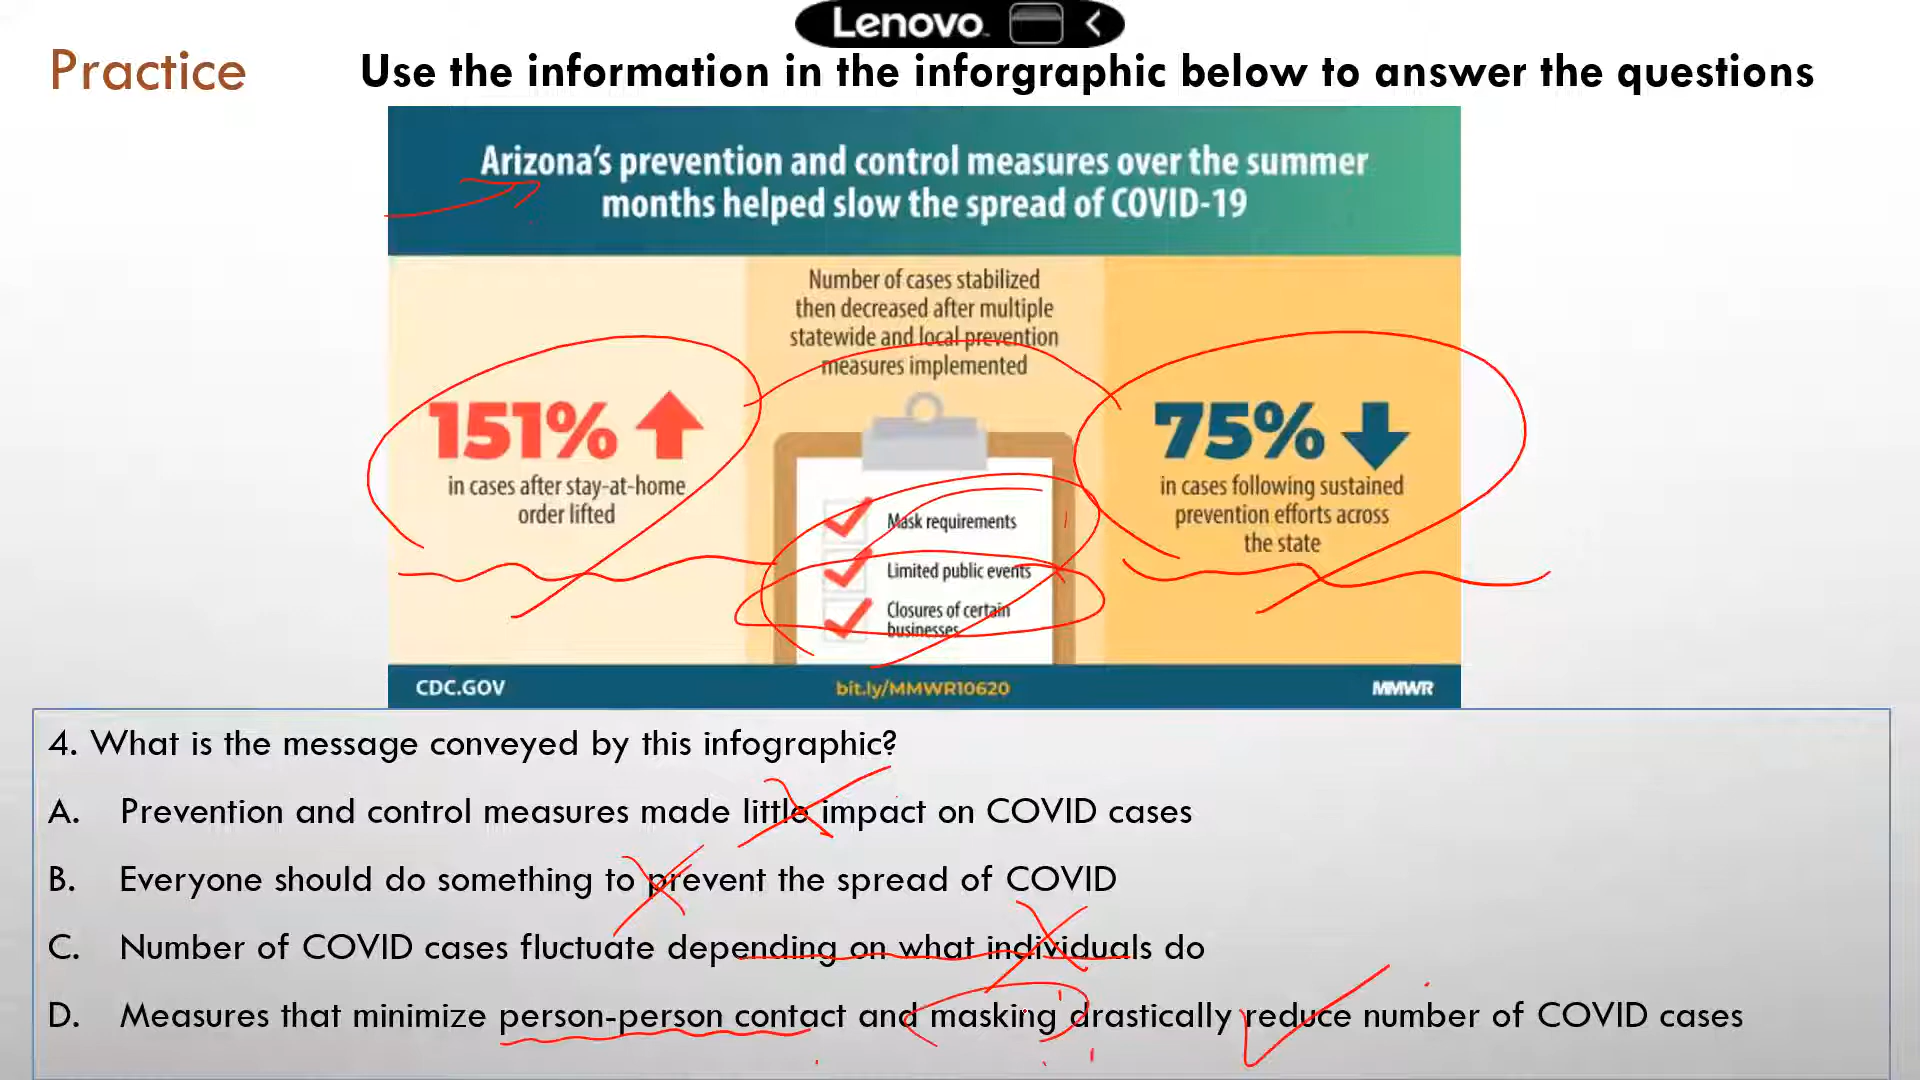 Lenovo
Practice
Use the information in the inforgraphic below to answer the questions
Arizona's prevention and control measures over the summer
months helped slow the spread of COVID-19
151%
in cases after stay-at-home
order lifted
Number of cases stabilized
then decreased after multiple
statewide and local prevention
measures implemented
Mask requirements
Limited public events
Closures of certain
businesses
75%
in cases following sustained
prevention efforts across
the state
CDC.GOV
bit.ly/MMWR10620
MMWR
4. What is the message conveyed by this infographic?
A. Prevention and control measures made little impact on COVID cases
B. Everyone should do something to prevent the spread of COVID
C. Number of COVID cases fluctuate depending on what individuals do
D. Measures that minimize person-person contact and masking drastically reduce number of COVID cases